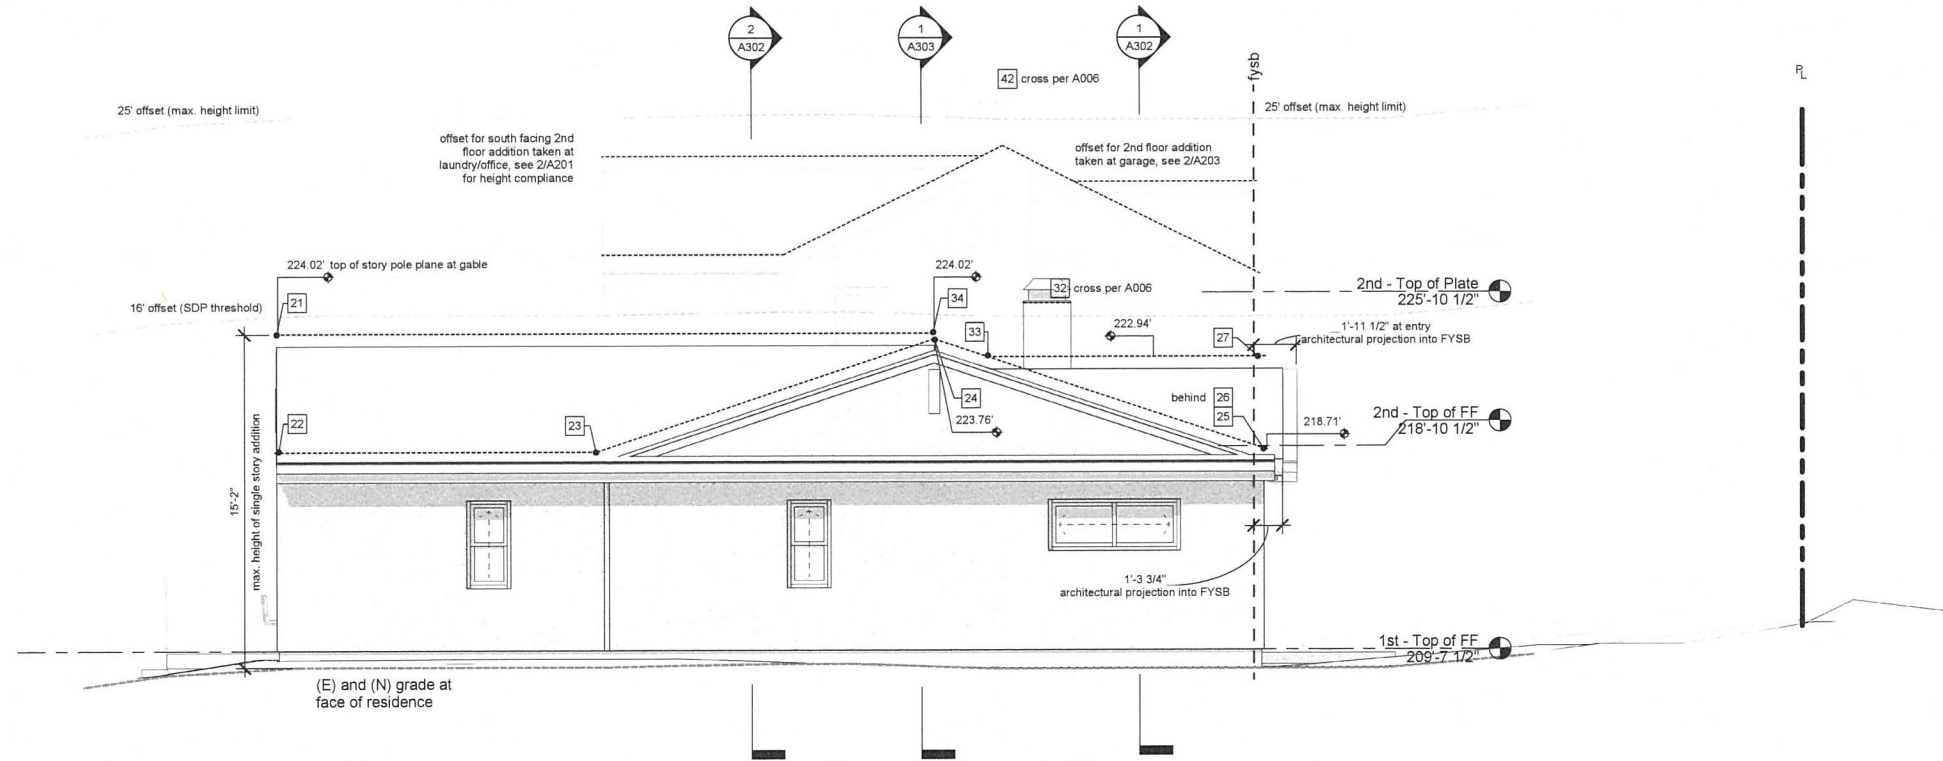 2
A302
1
A303
1
A302
42 cross per A006
fysb
PL
25' offset (max. height limit)
25' offset (max. height limit)
offset for south facing 2nd
floor addition taken at
laundry/office, see 2/A201
for height compliance
offset for 2nd floor addition
taken at garage, see 2/A203
224.02' top of story pole plane at gable
224.02'
21
34
32 cross per A006
2nd - Top of Plate
225'-10 1/2"
16' offset (SDP threshold)
33
222.94'
27
1'-11 1/2" at entry
architectural projection into FYSB
24
223.76'
behind 26
25
218.71'
2nd - Top of FF
218'-10 1/2"
22
23
15'-2"
max. height of single story addition
1'-3 3/4"
architectural projection into FYSB
1st - Top of FF
209'-7 1/2"
(E) and (N) grade at
face of residence